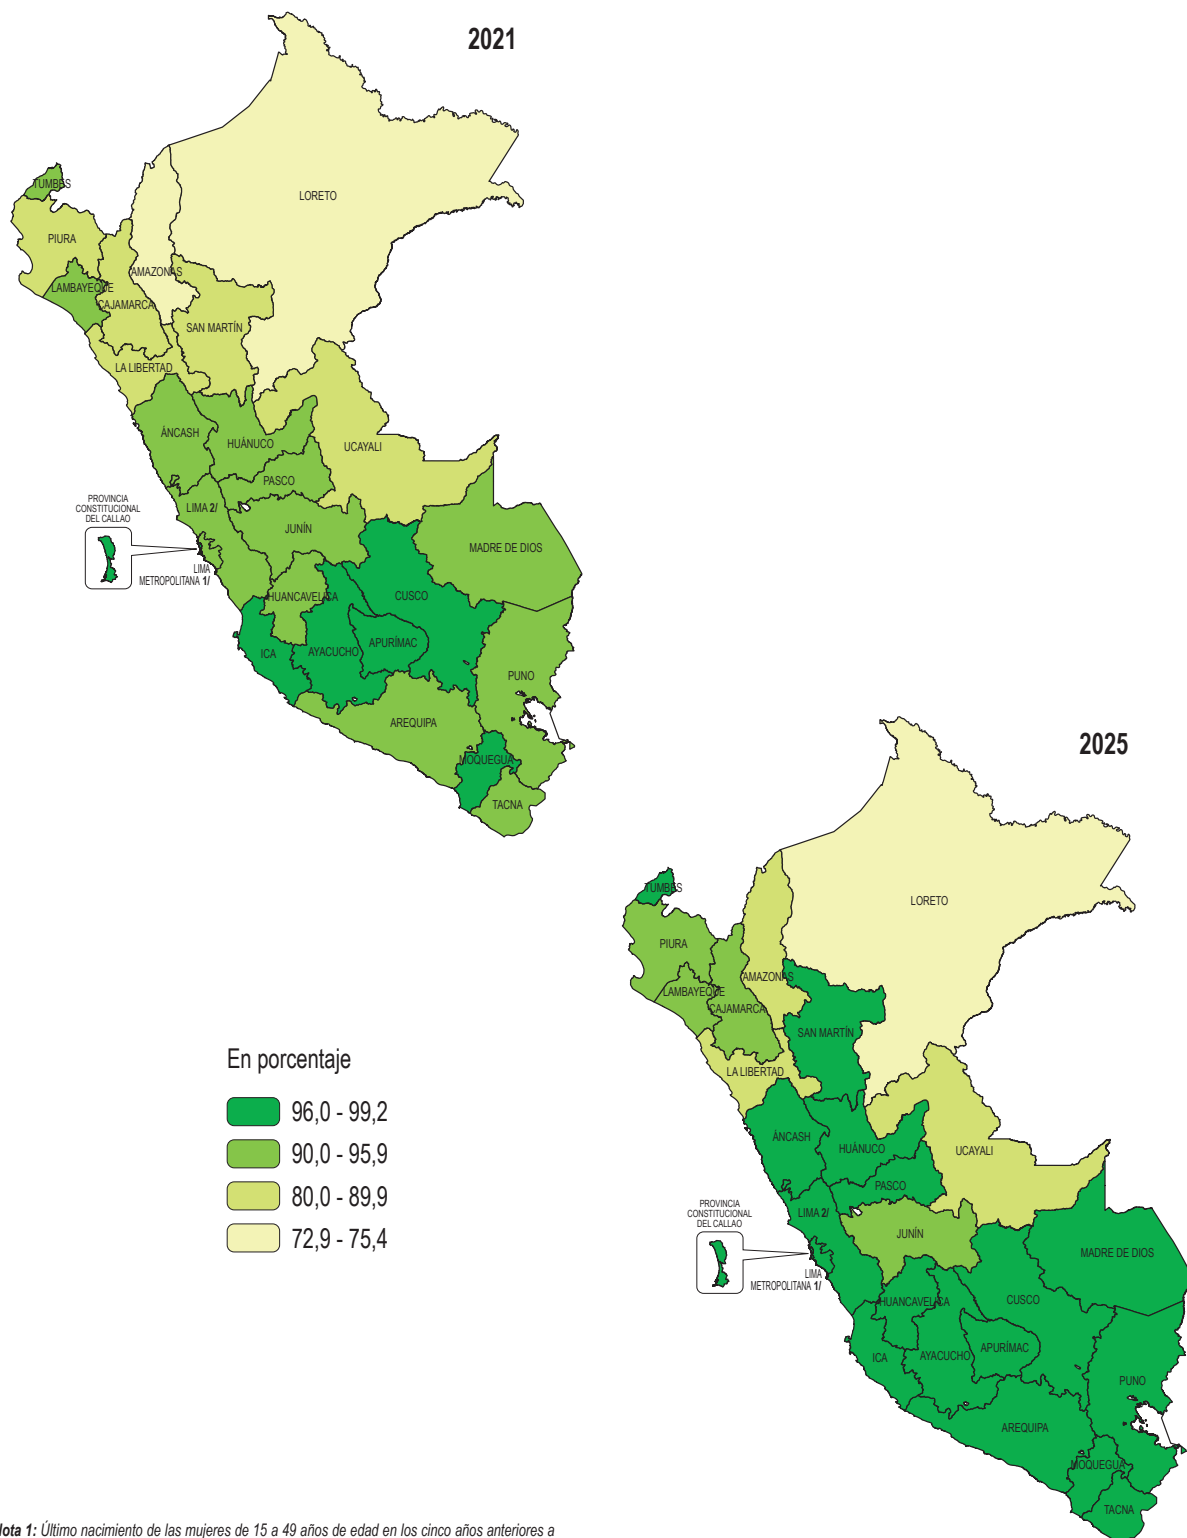 2021
LORETO
TUMBES
PIURA
AMAZONAS
LAMBAYEQUE
CAJAMARCA
SAN MARTÍN
LA LIBERTAD
ÁNCASH
HUÁNUCO
UCAYALI
PASCO
PROVINCIA
CONSTITUCIONAL
DEL CALLAO
LIMA 2/
JUNÍN
MADRE DE DIOS
LIMA
METROPOLITANA 1/
HUANCAVELICA
CUSCO
APURÍMAC
ICA
AYACUCHO
PUNO
AREQUIPA
MOQUEGUA
TACNA
2025
LORETO
TUMBES
PIURA
AMAZONAS
LAMBAYEQUE
CAJAMARCA
SAN MARTÍN
LA LIBERTAD
ÁNCASH
HUÁNUCO
UCAYALI
PASCO
PROVINCIA
CONSTITUCIONAL
DEL CALLAO
LIMA 2/
JUNÍN
MADRE DE DIOS
LIMA
METROPOLITANA 1/
HUANCAVELICA
CUSCO
APURÍMAC
ICA
AYACUCHO
PUNO
AREQUIPA
MOQUEGUA
TACNA
En porcentaje
96,0 - 99,2
90,0 - 95,9
80,0 - 89,9
72,9 - 75,4
lota 1: Último nacimiento de las mujeres de 15 a 49 años de edad en los cinco años anteriores a